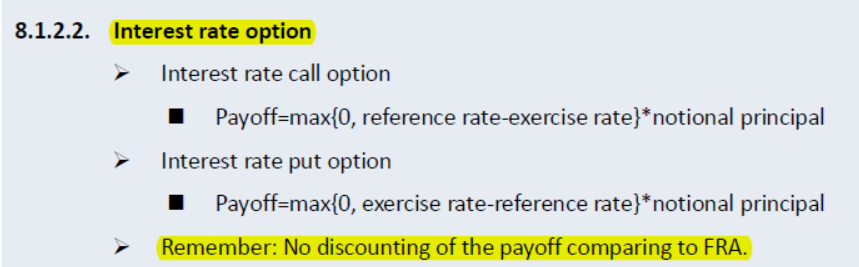 8.1.2.2. Interest rate option
➢ Interest rate call option
■ Payoff=max{0, reference rate-exercise rate}*notional principal
➢ Interest rate put option
■ Payoff=max{0, exercise rate-reference rate}*notional principal
➢ Remember: No discounting of the payoff comparing to FRA.